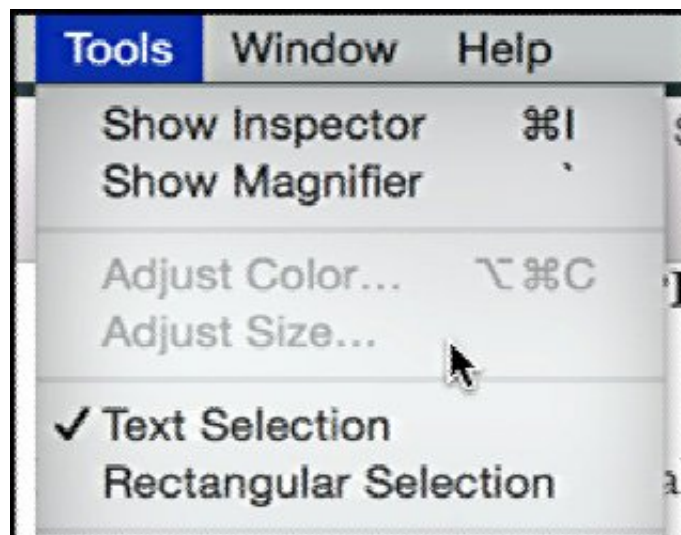 Tools Window Help
Show Inspector ⌘I
Show Magnifier `
Adjust Color... ⌥⌘C
Adjust Size...
✓ Text Selection
Rectangular Selection